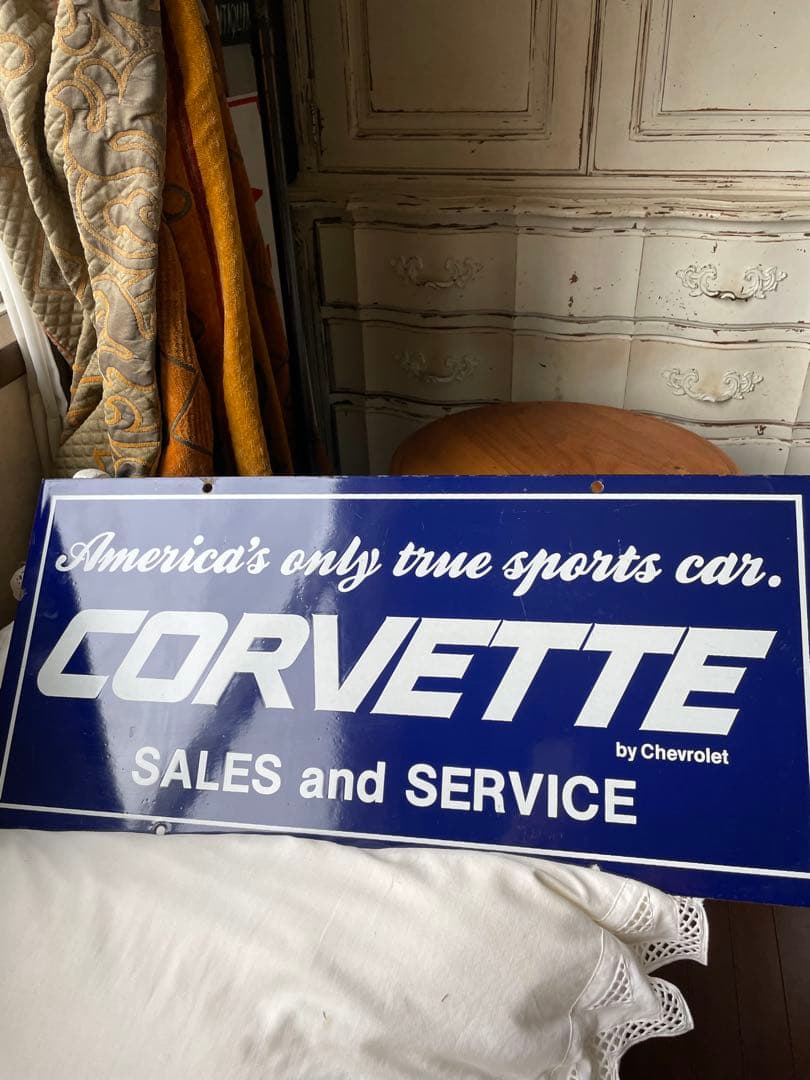 America's only true sports car.
CORVETTE
by Chevrolet
SALES and SERVICE